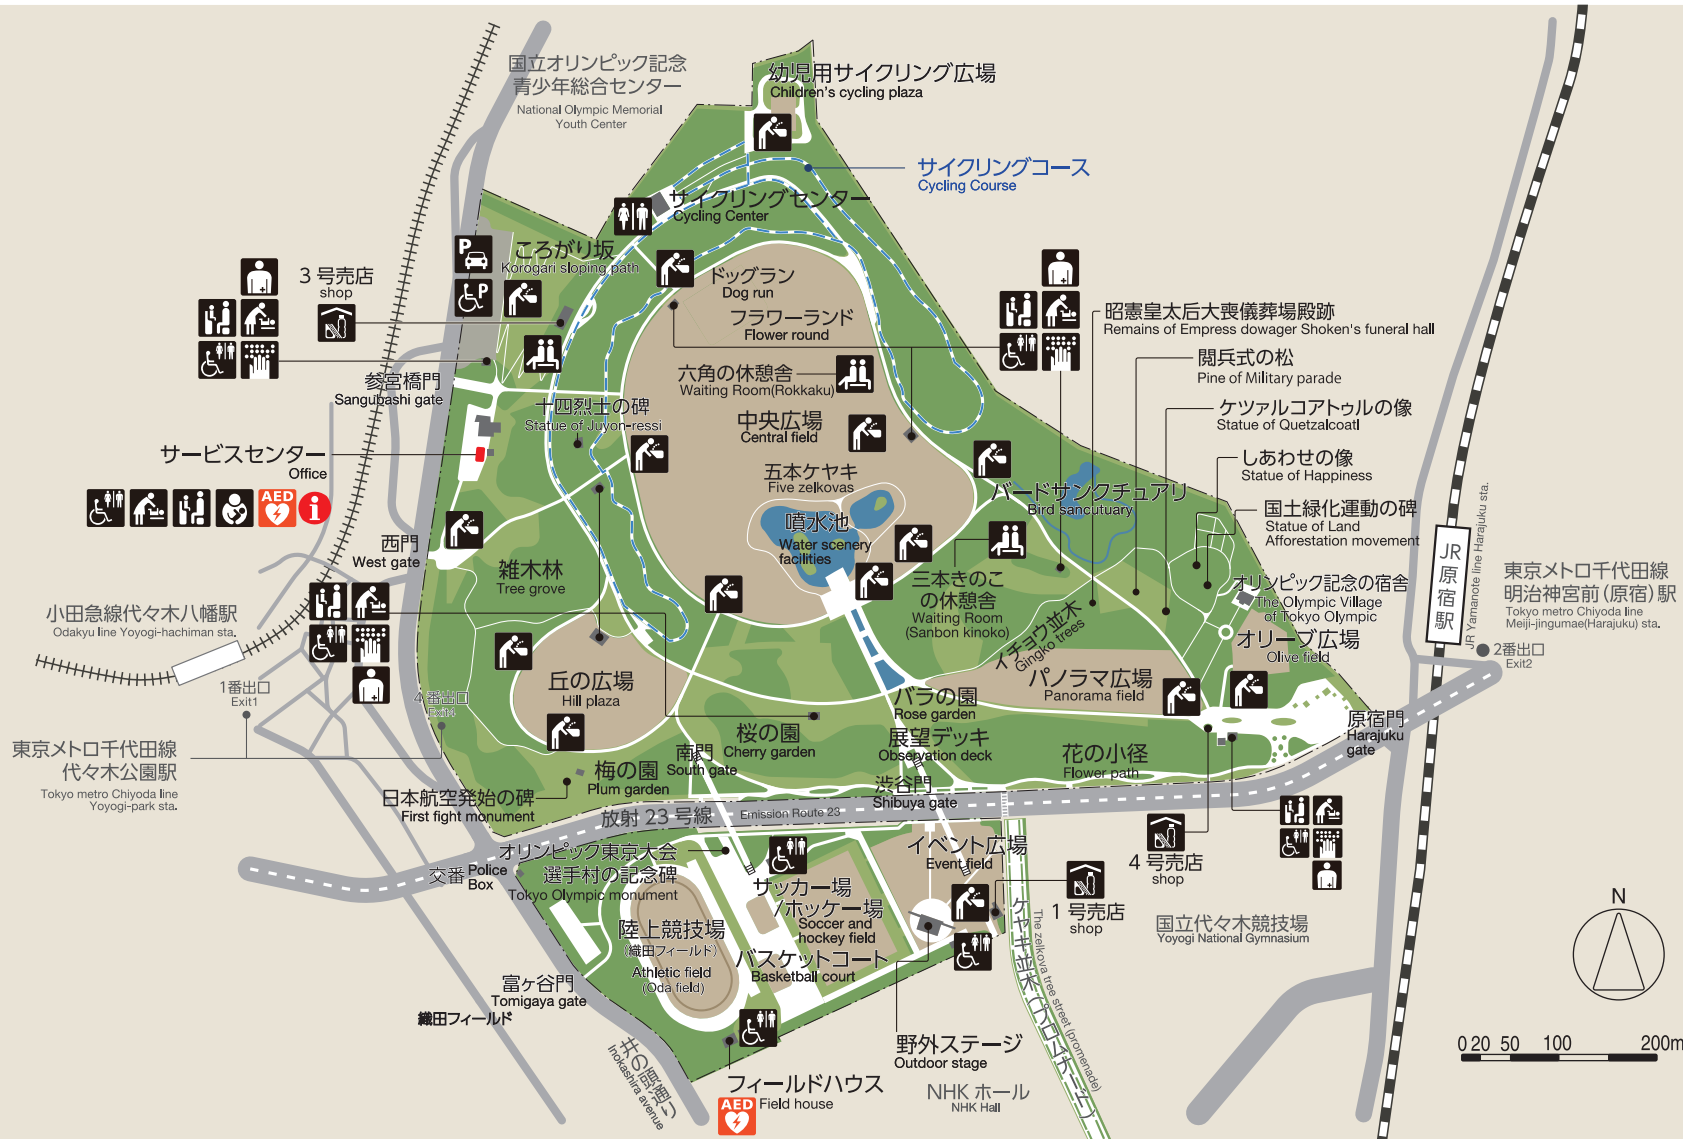 国立オリンピック記念
青少年総合センター
National Olympic Memorial
Youth Center
幼児用サイクリング広場
Children's cycling plaza
サイクリングコース
Cycling Course
サイクリングセンター
Cycling Center
P
P
ころがり坂
Korogari sloping path
3 号売店
shop
ドッグラン
Dog run
フラワーランド
Flower round
六角の休憩舎
Waiting Room(Rokkaku)
中央広場
Central field
五本ケヤキ
Five zelkovas
噴水池
Water scenery
facilities
昭憲皇太后大喪儀葬場殿跡
Remains of Empress dowager Shoken's funeral hall
閲兵式の松
Pine of Military parade
ケツァルコアトゥルの像
Statue of Quetzalcoatl
しあわせの像
Statue of Happiness
国土緑化運動の碑
Statue of Land
Afforestation movement
参宮橋門
Sangubashi gate
十四烈士の碑
Statue of Juyon-ressi
サービスセンター
Office
AED
i
西門
West gate
雑木林
Tree grove
バードサンクチュアリ
Bird sancutuary
三本きのこ
の休憩舎
Waiting Room
(Sanbon kinoko)
イチョウ並木
Gingko trees
オリンピック記念の宿舎
The Olympic Village
of Tokyo Olympic
オリーブ広場
Olive field
JR原宿駅
JR Yamanote line Harajuku sta.
東京メトロ千代田線
明治神宮前(原宿)駅
Tokyo metro Chiyoda line
Meiji-jingumae(Harajuku) sta.
2番出口
Exit2
小田急線代々木八幡駅
Odakyu line Yoyogi-hachiman sta.
1番出口
Exit1
4番出口
Exit4
東京メトロ千代田線
代々木公園駅
Tokyo metro Chiyoda line
Yoyogi-park sta.
丘の広場
Hill plaza
パノラマ広場
Panorama field
バラの園
Rose garden
展望デッキ
Observation deck
桜の園
Cherry garden
南門
South gate
梅の園
Plum garden
日本航空発始の碑
First fight monument
花の小径
Flower path
原宿門
Harajuku
gate
渋谷門
Shibuya gate
放射 23 号線
Emission Route 23
交番 Police
Box
オリンピック東京大会
選手村の記念碑
Tokyo Olympic monument
サッカー場
/ホッケー場
Soccer and
hockey field
イベント広場
Event field
4 号売店
shop
1 号売店
shop
陸上競技場
(織田フィールド)
Athletic field
(Oda field)
バスケットコート
Basketball court
富ヶ谷門
Tomigaya gate
織田フィールド
井の頭通り
Inokashira avenue
野外ステージ
Outdoor stage
フィールドハウス
Field house
AED
NHK ホール
NHK Hall
ケヤキ並木(プロムナード)
The zelkova tree street (promenade)
国立代々木競技場
Yoyogi National Gymnasium
N
0 20 50 100 200m